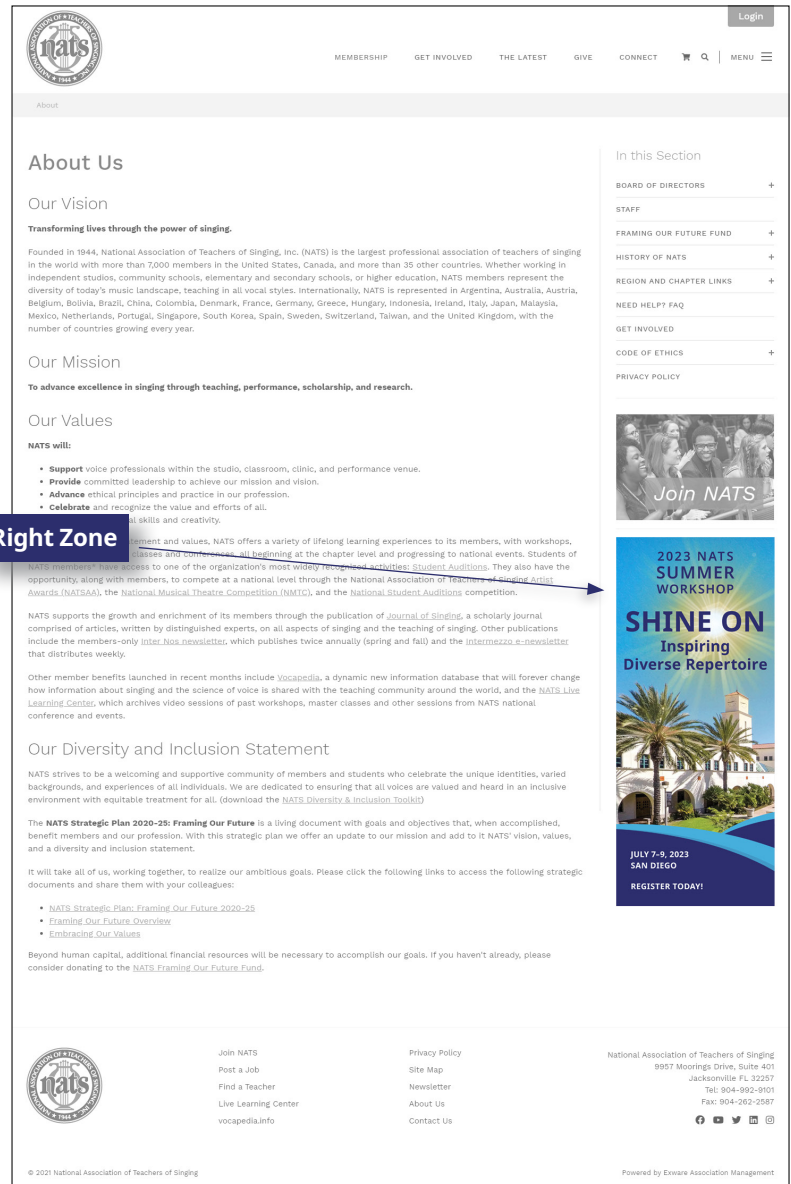 Login
NATIONAL ASSOCIATION OF TEACHERS OF SINGING, INC.
nats
1944
MEMBERSHIP GET INVOLVED THE LATEST GIVE CONNECT MENU
About
About Us
Our Vision
Transforming lives through the power of singing.
Founded in 1944, National Association of Teachers of Singing, Inc. (NATS) is the largest professional association of teachers of singing
in the world with more than 7,000 members in the United States, Canada, and more than 35 other countries. Whether working in
independent studios, community schools, elementary and secondary schools, or higher education, NATS members represent the
diversity of today's music landscape, teaching in all vocal styles. Internationally, NATS is represented in Argentina, Australia, Austria,
Belgium, Bolivia, Brazil, China, Colombia, Denmark, France, Germany, Greece, Hungary, Indonesia, Ireland, Italy, Japan, Malaysia,
Mexico, Netherlands, Portugal, Singapore, South Korea, Spain, Sweden, Switzerland, Taiwan, and the United Kingdom, with the
number of countries growing every year.
Our Mission
To advance excellence in singing through teaching, performance, scholarship, and research.
Our Values
NATS will:
• Support voice professionals within the studio, classroom, clinic, and performance venue.
• Provide committed leadership to achieve our mission and vision.
• Advance ethical principles and practice in our profession.
• Celebrate and recognize the value and efforts of all.
skills and creativity.
Right Zone
and values, NATS offers a variety of lifelong learning experiences to its members, with workshops,
classes and conferences, all beginning at the chapter level and progressing to national events. Students of
NATS members* have access to one of the organization's most widely recognized activities: Student Auditions. They also have the
opportunity, along with members, to compete at a national level through the National Association of Teachers of Singing Artist
Awards (NATSAA), the National Musical Theatre Competition (NMTC), and the National Student Auditions competition.
NATS supports the growth and enrichment of its members through the publication of Journal of Singing, a scholarly journal
comprised of articles, written by distinguished experts, on all aspects of singing and the teaching of singing. Other publications
include the members-only Inter Nos newsletter, which publishes twice annually (spring and fall) and the Intermezzo e-newsletter
that distributes weekly.
Other member benefits launched in recent months include Vocapedia, a dynamic new information database that will forever change
how information about singing and the science of voice is shared with the teaching community around the world, and the NATS Live
Learning Center, which archives video sessions of past workshops, master classes and other sessions from NATS national
conference and events.
Our Diversity and Inclusion Statement
NATS strives to be a welcoming and supportive community of members and students who celebrate the unique identities, varied
backgrounds, and experiences of all individuals. We are dedicated to ensuring that all voices are valued and heard in an inclusive
environment with equitable treatment for all. (download the NATS Diversity & Inclusion Toolkit)
The NATS Strategic Plan 2020-25: Framing Our Future is a living document with goals and objectives that, when accomplished,
benefit members and our profession. With this strategic plan we offer an update to our mission and add to it NATS' vision, values,
and a diversity and inclusion statement.
It will take all of us, working together, to realize our ambitious goals. Please click the following links to access the following strategic
documents and share them with your colleagues:
• NATS Strategic Plan: Framing Our Future 2020-25
• Framing Our Future Overview
• Embracing Our Values
Beyond human capital, additional financial resources will be necessary to accomplish our goals. If you haven't already, please
consider donating to the NATS Framing Our Future Fund.
In this Section
BOARD OF DIRECTORS +
STAFF
FRAMING OUR FUTURE FUND +
HISTORY OF NATS +
REGION AND CHAPTER LINKS +
NEED HELP? FAQ
GET INVOLVED
CODE OF ETHICS +
PRIVACY POLICY
Join NATS
2023 NATS
SUMMER
WORKSHOP
SHINE ON
Inspiring
Diverse Repertoire
JULY 7–9, 2023
SAN DIEGO
REGISTER TODAY!
NATIONAL ASSOCIATION OF TEACHERS OF SINGING, INC.
nats
1944
Join NATS
Post a Job
Find a Teacher
Live Learning Center
vocapedia.info
Privacy Policy
Site Map
Newsletter
About Us
Contact Us
National Association of Teachers of Singing
9957 Moorings Drive, Suite 401
Jacksonville FL 32257
Tel: 904-992-9101
Fax: 904-262-2587
© 2021 National Association of Teachers of Singing
Powered by Exware Association Management